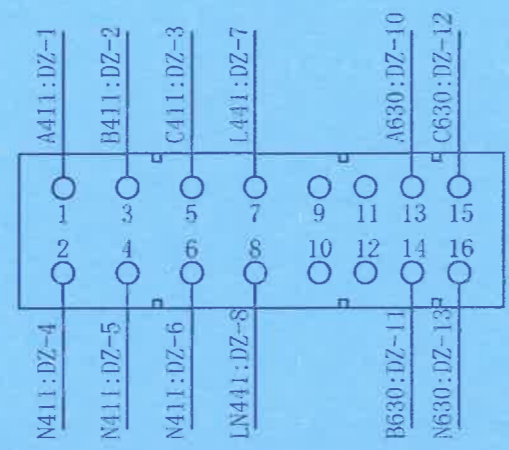 A411:DZ-1
B411:DZ-2
C411:DZ-3
L441:DZ-7
A630:DZ-10
C630:DZ-12
1 3 5 7 9 11 13 15
2 4 6 8 10 12 14 16
N411:DZ-4
N411:DZ-5
N411:DZ-6
LN441:DZ-8
B630:DZ-11
N630:DZ-13